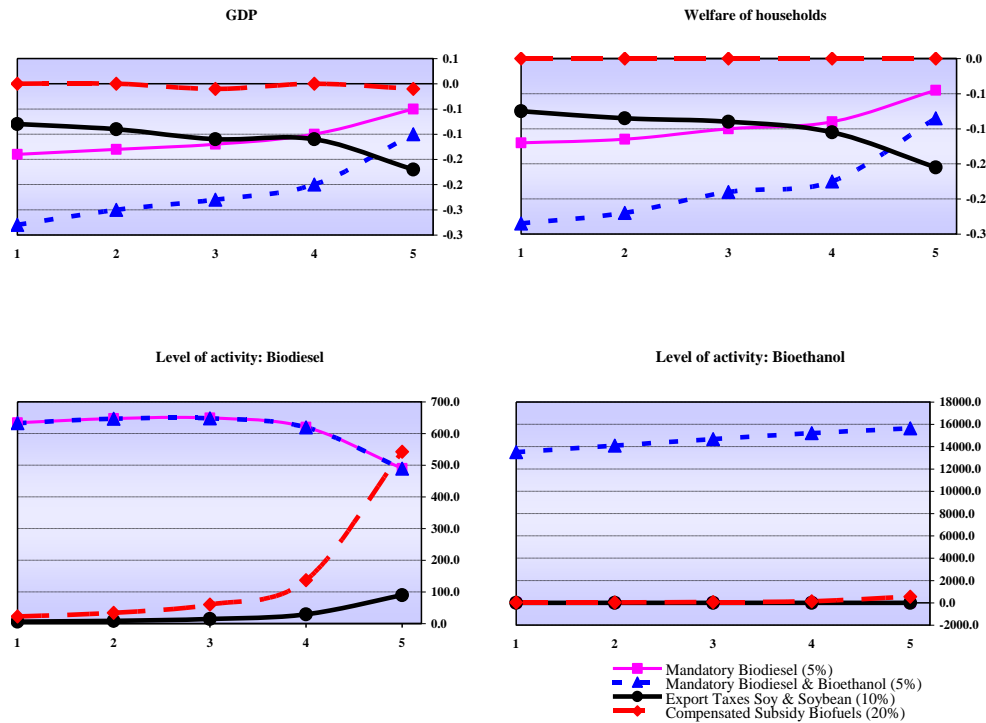 GDP
0.1
0.0
-0.1
-0.1
-0.2
-0.2
-0.3
-0.3
1 2 3 4 5
Welfare of households
0.0
-0.1
-0.1
-0.2
-0.2
-0.3
1 2 3 4 5
Level of activity: Biodiesel
700.0
600.0
500.0
400.0
300.0
200.0
100.0
0.0
1 2 3 4 5
Level of activity: Bioethanol
18000.0
16000.0
14000.0
12000.0
10000.0
8000.0
6000.0
4000.0
2000.0
0.0
-2000.0
1 2 3 4 5
Mandatory Biodiesel (5%)
Mandatory Biodiesel & Bioethanol (5%)
Export Taxes Soy & Soybean (10%)
Compensated Subsidy Biofuels (20%)